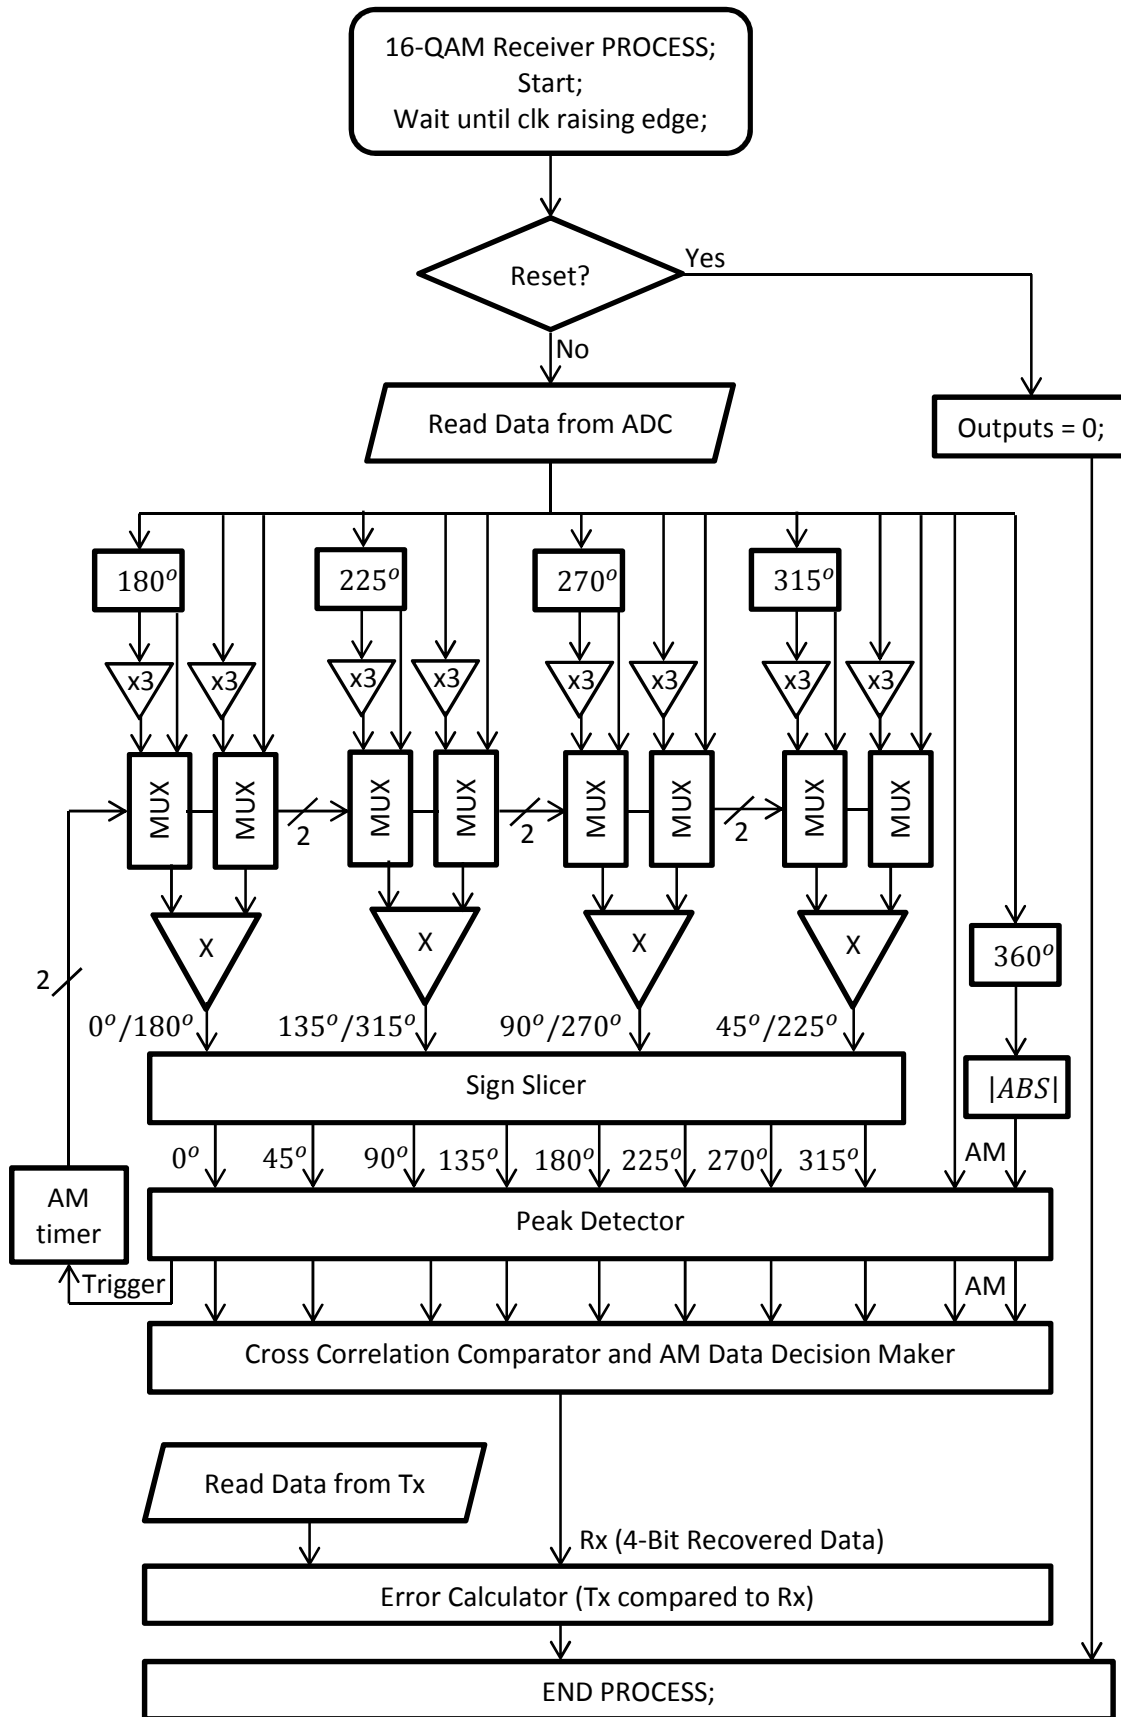 16-QAM Receiver PROCESS;
Start;
Wait until clk raising edge;
Reset?
Yes
No
Read Data from ADC
Outputs = 0;
180°
225°
270°
315°
x3
x3
x3
x3
x3
x3
x3
x3
MUX
MUX
MUX
MUX
MUX
MUX
MUX
MUX
2
2
2
X
X
X
X
360°
2
0°/180°
135°/315°
90°/270°
45°/225°
Sign Slicer
|ABS|
0°
45°
90°
135°
180°
225°
270°
315°
AM
AM
timer
Peak Detector
Trigger
AM
Cross Correlation Comparator and AM Data Decision Maker
Read Data from Tx
Rx (4-Bit Recovered Data)
Error Calculator (Tx compared to Rx)
END PROCESS;